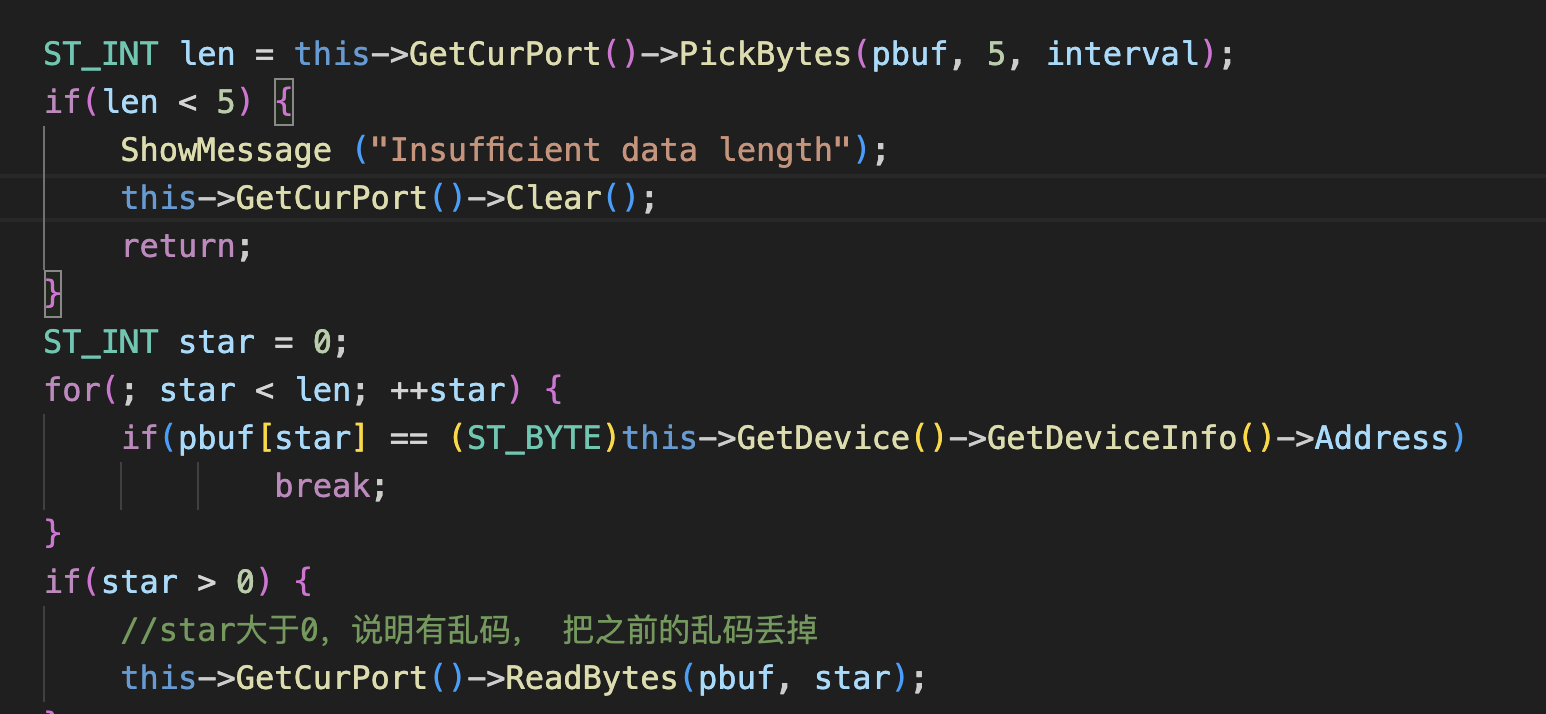 ST_INT len = this->GetCurPort()->PickBytes(pbuf, 5, interval);
if(len < 5) {
    ShowMessage ("Insufficient data length");
    this->GetCurPort()->Clear();
    return;
}
ST_INT star = 0;
for(; star < len; ++star) {
    if(pbuf[star] == (ST_BYTE)this->GetDevice()->GetDeviceInfo()->Address)
            break;
}
if(star > 0) {
    //star大于0，说明有乱码， 把之前的乱码丢掉
    this->GetCurPort()->ReadBytes(pbuf, star);